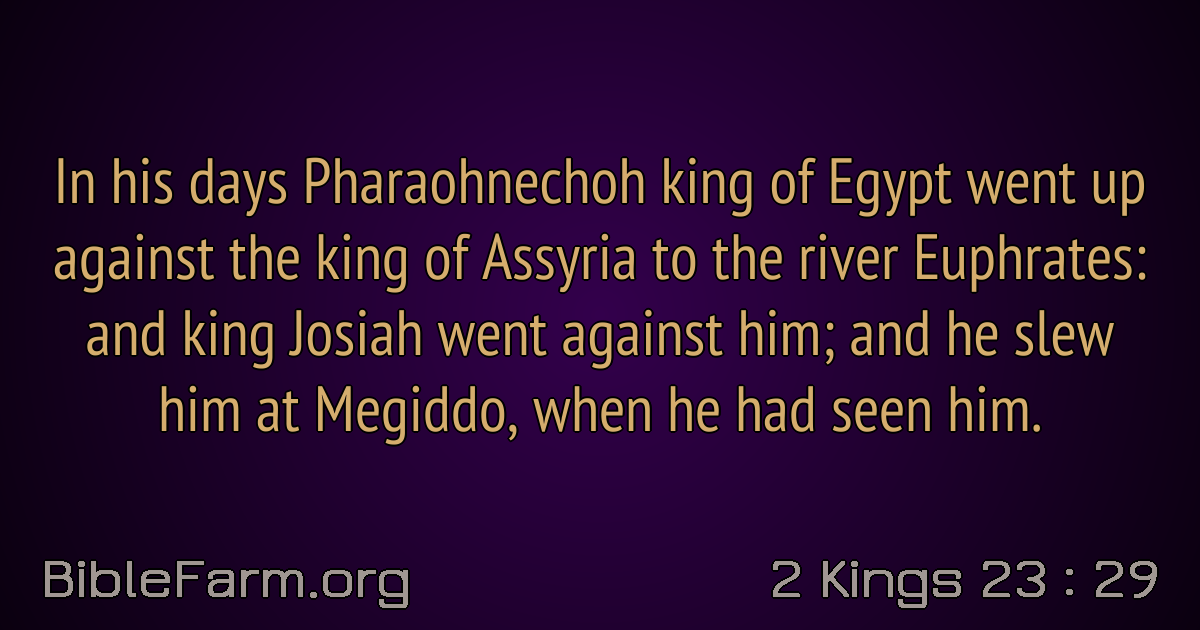 In his days Pharaohnechoh king of Egypt went up
against the king of Assyria to the river Euphrates:
and king Josiah went against him; and he slew
him at Megiddo, when he had seen him.
BibleFarm.org
2 Kings 23 : 29